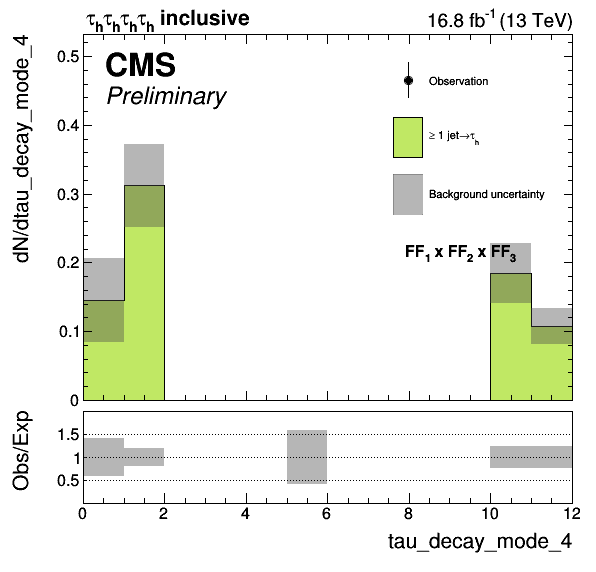 τhτhτhτh inclusive
16.8 fb-1 (13 TeV)
CMS
Preliminary
Observation
≥ 1 jet→τh
Background uncertainty
FF1 x FF2 x FF3
dN/dtau_decay_mode_4
0.5
0.4
0.3
0.2
0.1
0
Obs/Exp
1.5
1
0.5
0 2 4 6 8 10 12
tau_decay_mode_4